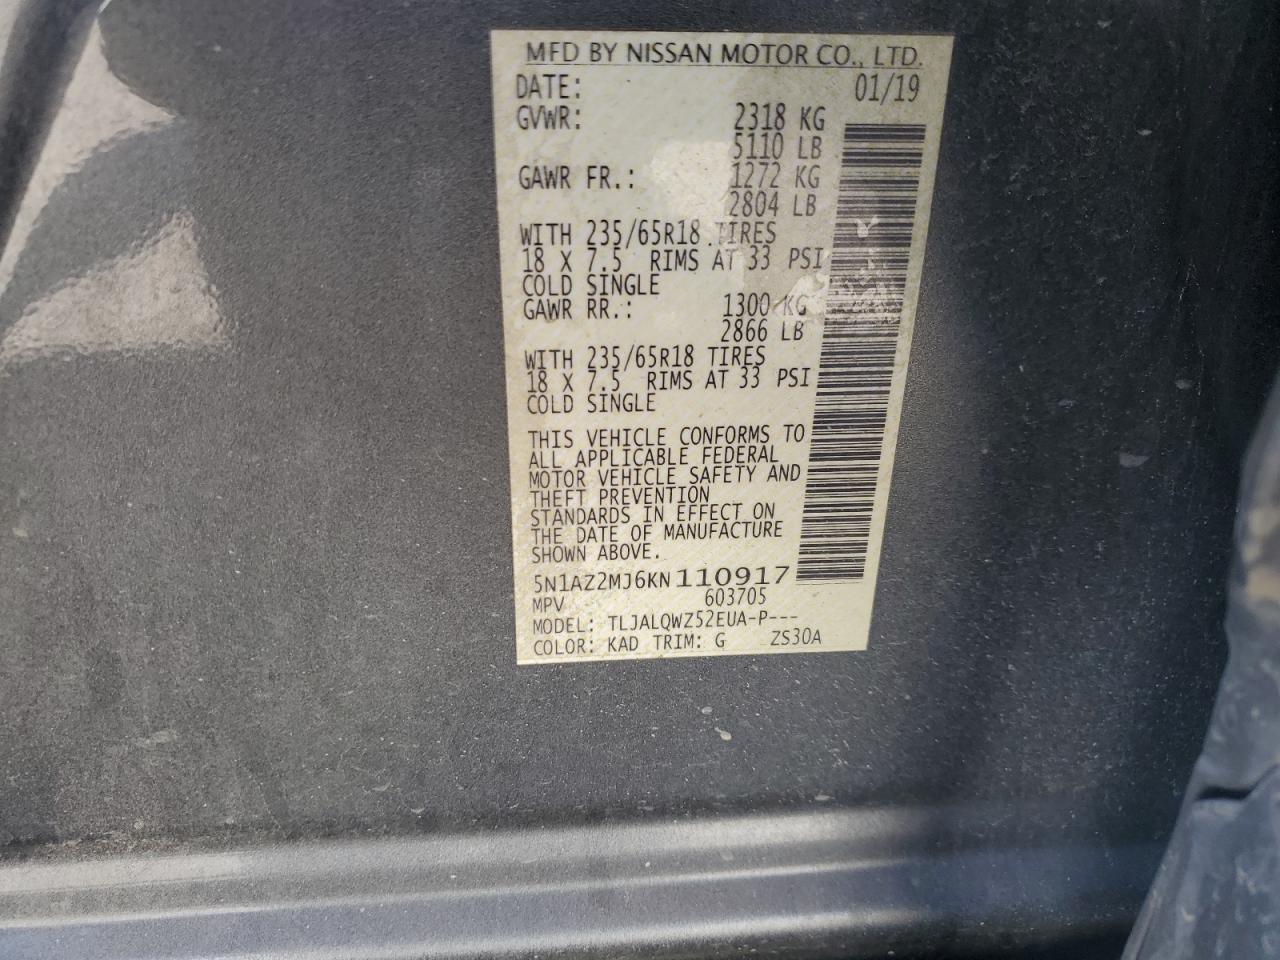 MFD BY NISSAN MOTOR CO., LTD.
DATE: 01/19
GVWR: 2318 KG
5110 LB
GAWR FR.: 1272 KG
2804 LB
WITH 235/65R18 TIRES
18 X 7.5 RIMS AT 33 PSI
COLD SINGLE
GAWR RR.: 1300 KG
2866 LB
WITH 235/65R18 TIRES
18 X 7.5 RIMS AT 33 PSI
COLD SINGLE
THIS VEHICLE CONFORMS TO
ALL APPLICABLE FEDERAL
MOTOR VEHICLE SAFETY AND
THEFT PREVENTION
STANDARDS IN EFFECT ON
THE DATE OF MANUFACTURE
SHOWN ABOVE.
5N1AZ2MJ6KN110917
MPV 603705
MODEL: TLJALQWZ52EUA-P---
COLOR: KAD TRIM: G ZS30A